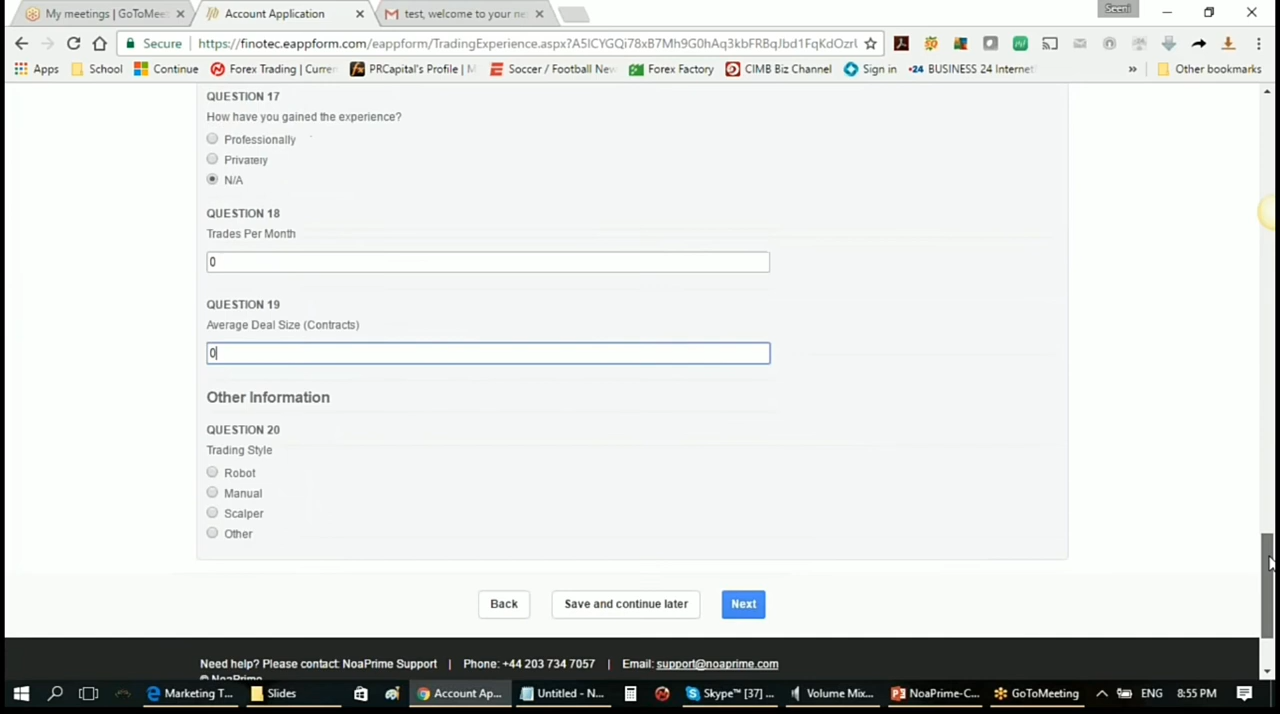 My meetings | GoToMee
Account Application
test, welcome to your ne
Seeni
Secure
https://finotec.eappform.com/eappform/TradingExperience.aspx?A5ICYGQi78xB7Mh9G0hAq3kbFRBqJbd1FqKdOzrl
Apps
School
Continue
Forex Trading | Curren
PRCapital's Profile | M
Soccer / Football New
Forex Factory
CIMB Biz Channel
Sign in
BUSINESS 24 Internet
»
Other bookmarks
QUESTION 17
How have you gained the experience?
Professionally
Privately
N/A
QUESTION 18
Trades Per Month
0
QUESTION 19
Average Deal Size (Contracts)
0
Other Information
QUESTION 20
Trading Style
Robot
Manual
Scalper
Other
Back
Save and continue later
Next
Need help? Please contact: NoaPrime Support | Phone: +44 203 734 7057 | Email: support@noaprime.com
© NoaPrime
Marketing T...
Slides
Account Ap...
Untitled - N...
Skype™ [37] ...
Volume Mix...
NoaPrime-C...
GoToMeeting
ENG
8:55 PM